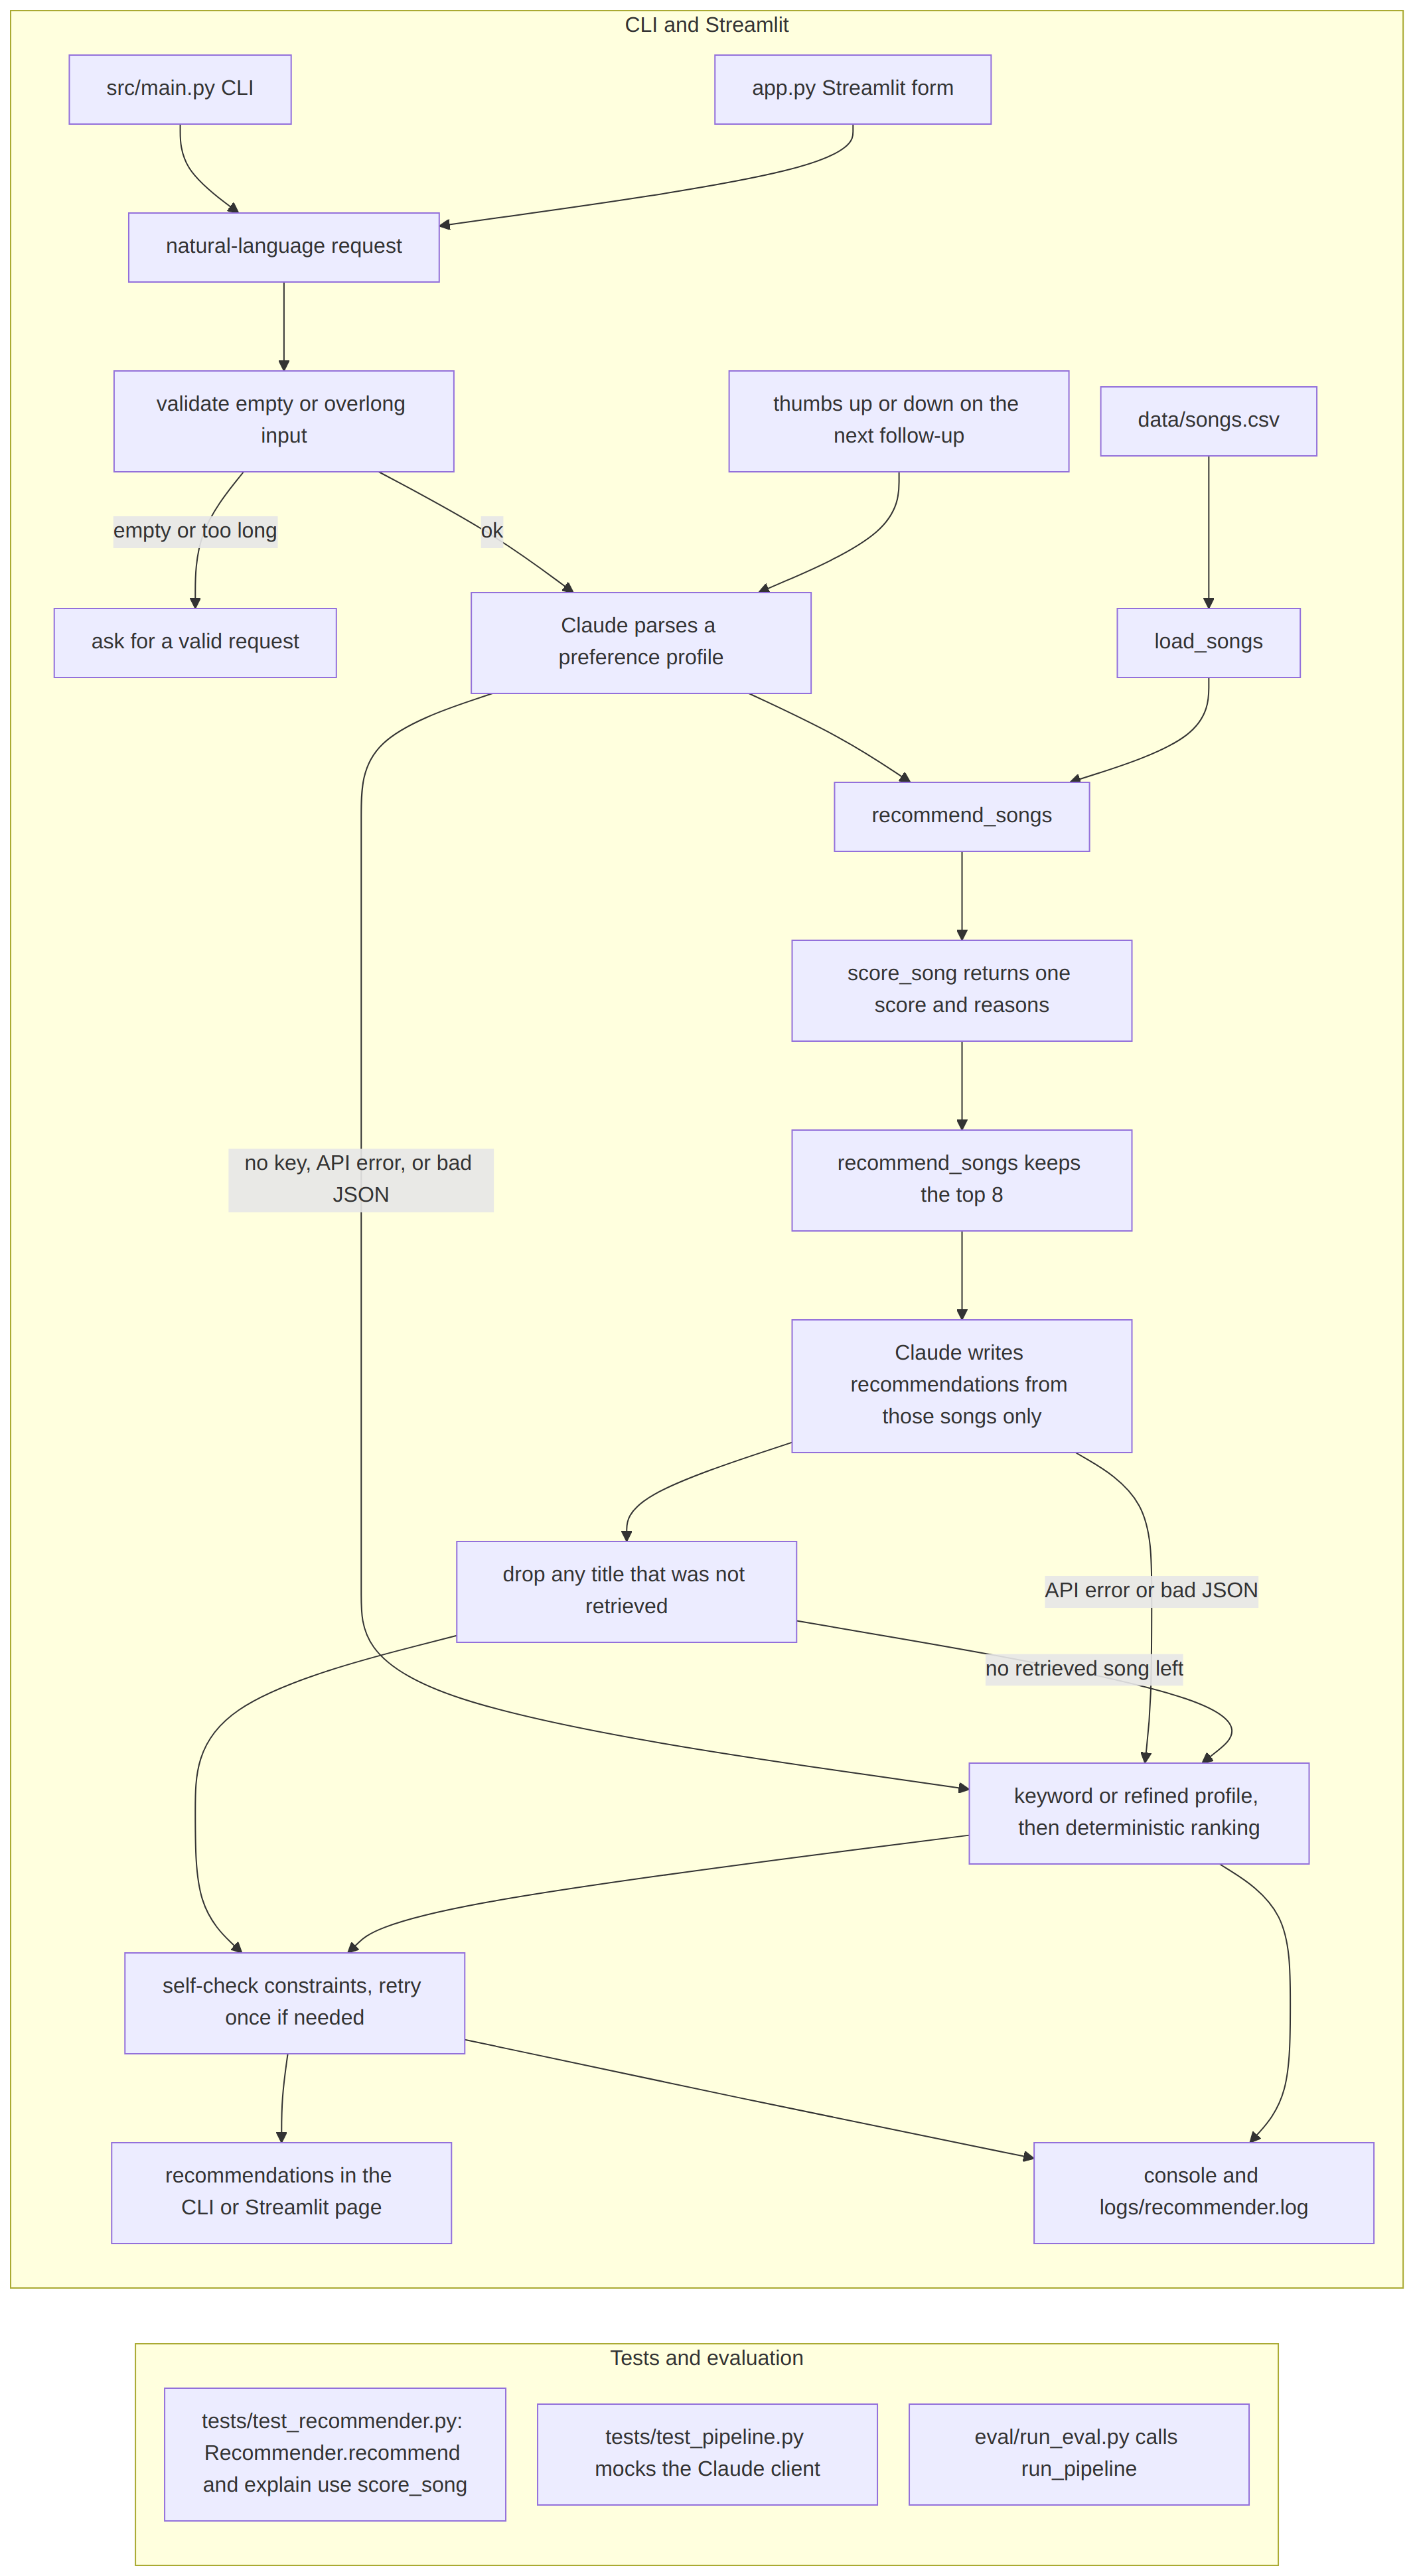 CLI and Streamlit
src/main.py CLI
app.py Streamlit form
natural-language request
validate empty or overlong
input
thumbs up or down on the
next follow-up
data/songs.csv
empty or too long
ok
ask for a valid request
Claude parses a
preference profile
load_songs
recommend_songs
score_song returns one
score and reasons
no key, API error, or bad
JSON
recommend_songs keeps
the top 8
Claude writes
recommendations from
those songs only
drop any title that was not
retrieved
API error or bad JSON
no retrieved song left
keyword or refined profile,
then deterministic ranking
self-check constraints, retry
once if needed
recommendations in the
CLI or Streamlit page
console and
logs/recommender.log
Tests and evaluation
tests/test_recommender.py:
Recommender.recommend
and explain use score_song
tests/test_pipeline.py
mocks the Claude client
eval/run_eval.py calls
run_pipeline